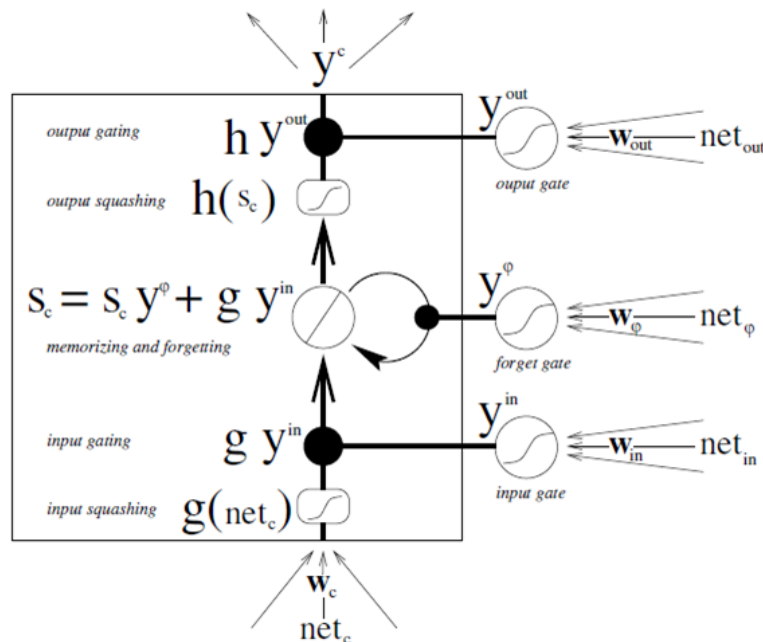 y^c
y^out
output gating
h y^out
w_out
net_out
ouput gate
output squashing
h(s_c)
y^φ
s_c = s_c y^φ + g y^in
memorizing and forgetting
w_φ
net_φ
forget gate
y^in
input gating
g y^in
w_in
net_in
input gate
input squashing
g(net_c)
w_c
net_c